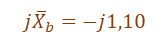 jX̅_b = −j1,10